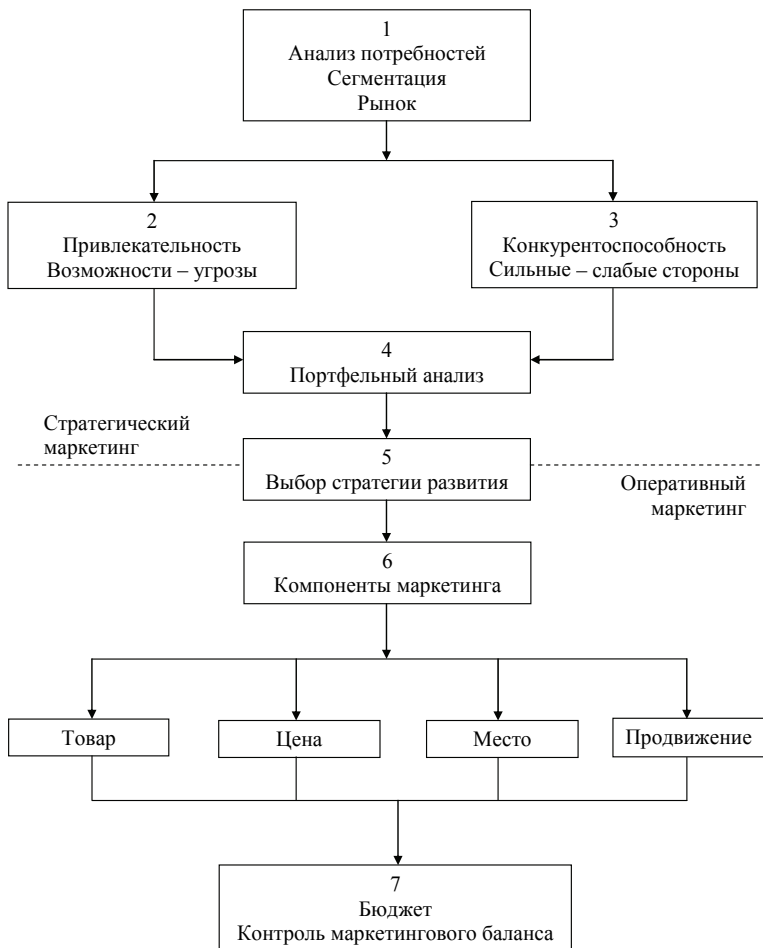 1
Анализ потребностей
Сегментация
Рынок
2
Привлекательность
Возможности – угрозы
3
Конкурентоспособность
Сильные – слабые стороны
4
Портфельный анализ
Стратегический
маркетинг
5
Выбор стратегии развития
Оперативный
маркетинг
6
Компоненты маркетинга
Товар
Цена
Место
Продвижение
7
Бюджет
Контроль маркетингового баланса